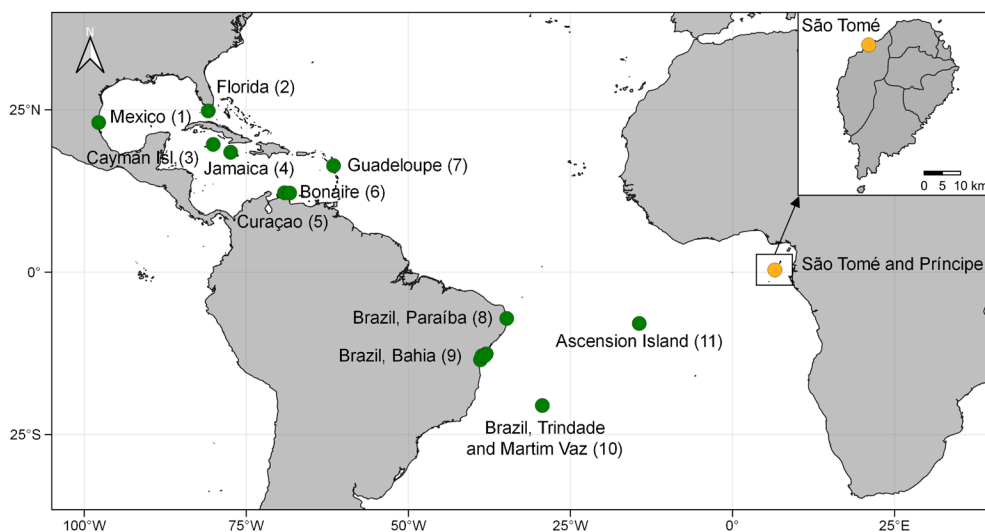 N
São Tomé
Florida (2)
25°N
Mexico (1)
Cayman Isl.(3)
Jamaica (4)
Guadeloupe (7)
0 5 10 km
Bonaire (6)
Curaçao (5)
0°
São Tomé and Príncipe
Brazil, Paraíba (8)
Ascension Island (11)
Brazil, Bahia (9)
Brazil, Trindade
and Martim Vaz (10)
25°S
100°W 75°W 50°W 25°W 0° 25°E